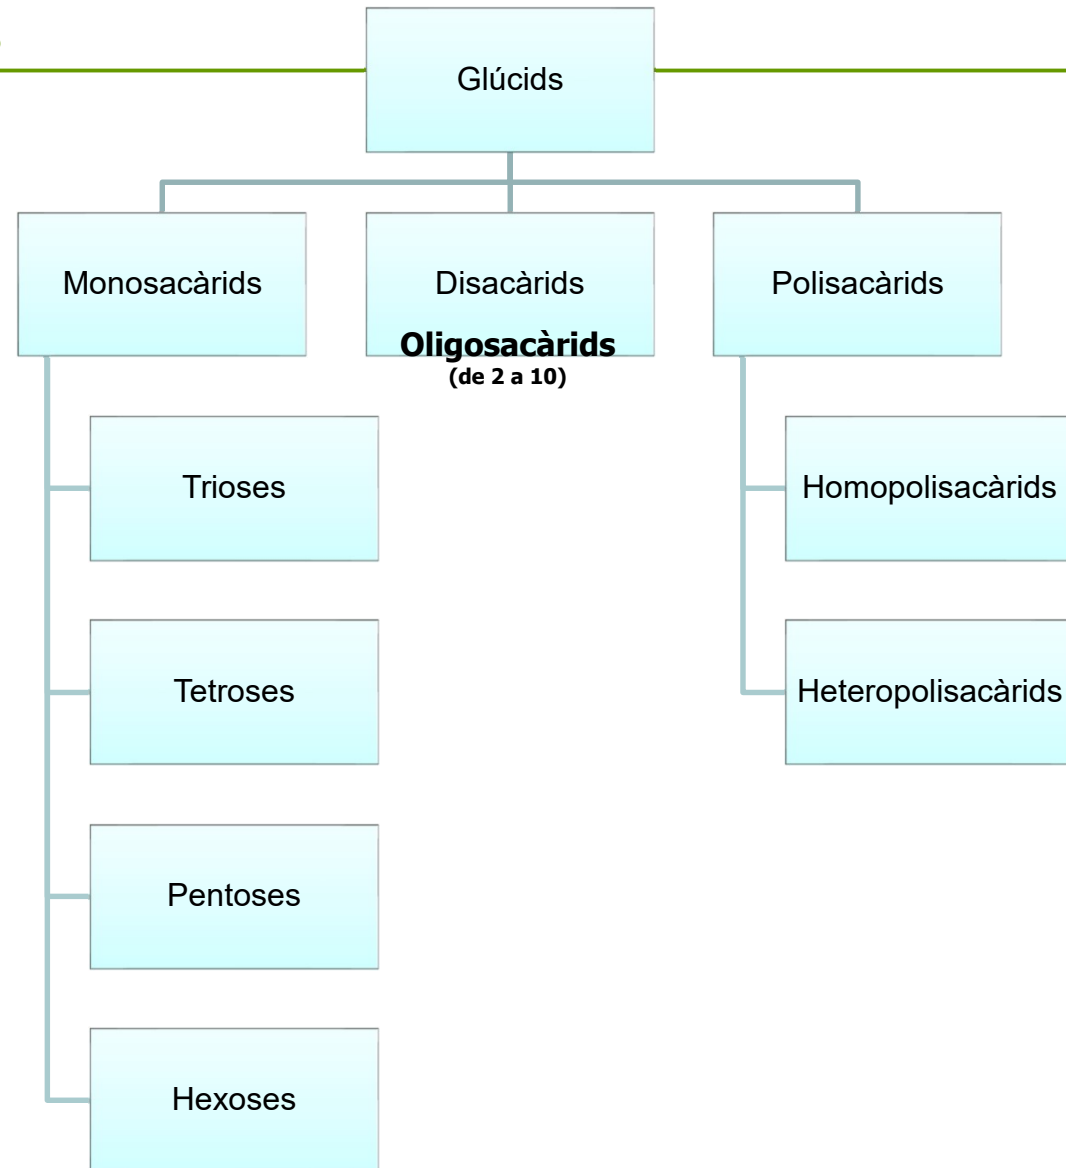 Glúcids
Monosacàrids
Disacàrids
Oligosacàrids
(de 2 a 10)
Polisacàrids
Trioses
Tetroses
Pentoses
Hexoses
Homopolisacàrids
Heteropolisacàrids